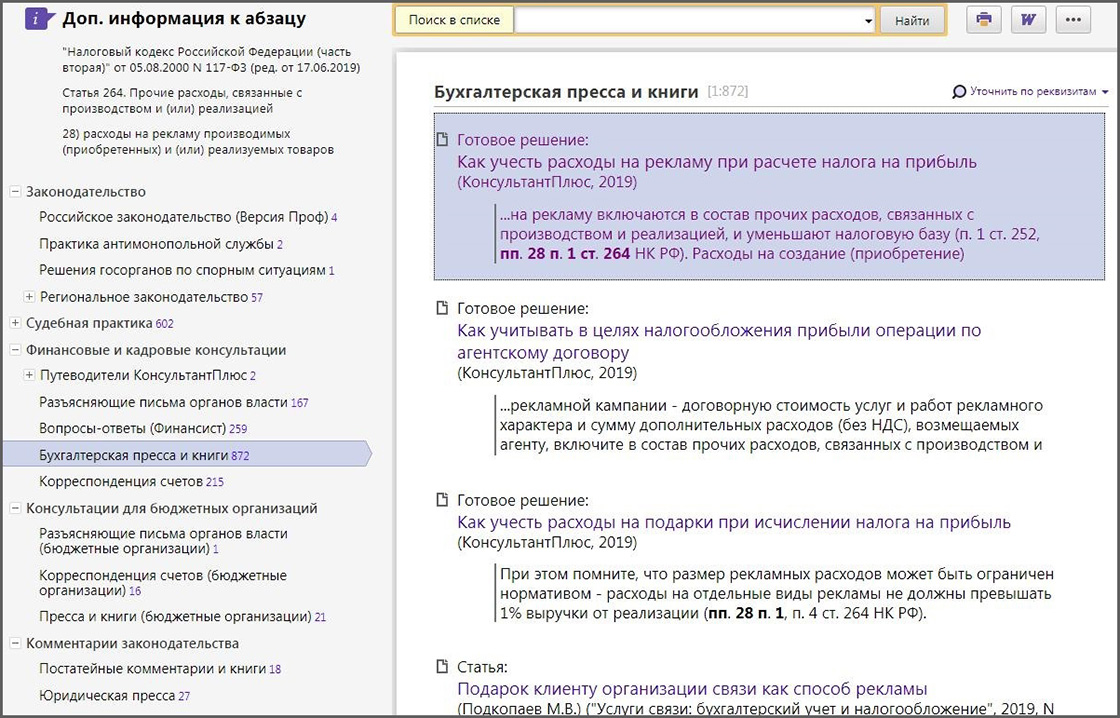 i Доп. информация к абзацу
"Налоговый кодекс Российской Федерации (часть
вторая)" от 05.08.2000 N 117-ФЗ (ред. от 17.06.2019)
Статья 264. Прочие расходы, связанные с
производством и (или) реализацией
28) расходы на рекламу производимых
(приобретенных) и (или) реализуемых товаров
Законодательство
Российское законодательство (Версия Проф) 4
Практика антимонопольной службы 2
Решения госорганов по спорным ситуациям 1
Региональное законодательство 57
Судебная практика 602
Финансовые и кадровые консультации
Путеводители КонсультантПлюс 2
Разъясняющие письма органов власти 167
Вопросы-ответы (Финансист) 259
Бухгалтерская пресса и книги 872
Корреспонденция счетов 215
Консультации для бюджетных организаций
Разъясняющие письма органов власти
(бюджетные организации) 1
Корреспонденция счетов (бюджетные
организации) 16
Пресса и книги (бюджетные организации) 21
Комментарии законодательства
Постатейные комментарии и книги 18
Юридическая пресса 27
Поиск в списке
Найти
W
Бухгалтерская пресса и книги [1:872]
Уточнить по реквизитам
Готовое решение:
Как учесть расходы на рекламу при расчете налога на прибыль
(КонсультантПлюс, 2019)
...на рекламу включаются в состав прочих расходов, связанных с
производством и реализацией, и уменьшают налоговую базу (п. 1 ст. 252,
пп. 28 п. 1 ст. 264 НК РФ). Расходы на создание (приобретение)
Готовое решение:
Как учитывать в целях налогообложения прибыли операции по
агентскому договору
(КонсультантПлюс, 2019)
...рекламной кампании - договорную стоимость услуг и работ рекламного
характера и сумму дополнительных расходов (без НДС), возмещаемых
агенту, включите в состав прочих расходов, связанных с производством и
Готовое решение:
Как учесть расходы на подарки при исчислении налога на прибыль
(КонсультантПлюс, 2019)
При этом помните, что размер рекламных расходов может быть ограничен
нормативом - расходы на отдельные виды рекламы не должны превышать
1% выручки от реализации (пп. 28 п. 1, п. 4 ст. 264 НК РФ).
Статья:
Подарок клиенту организации связи как способ рекламы
(Подкопаев М.В.) ("Услуги связи: бухгалтерский учет и налогообложение", 2019, N